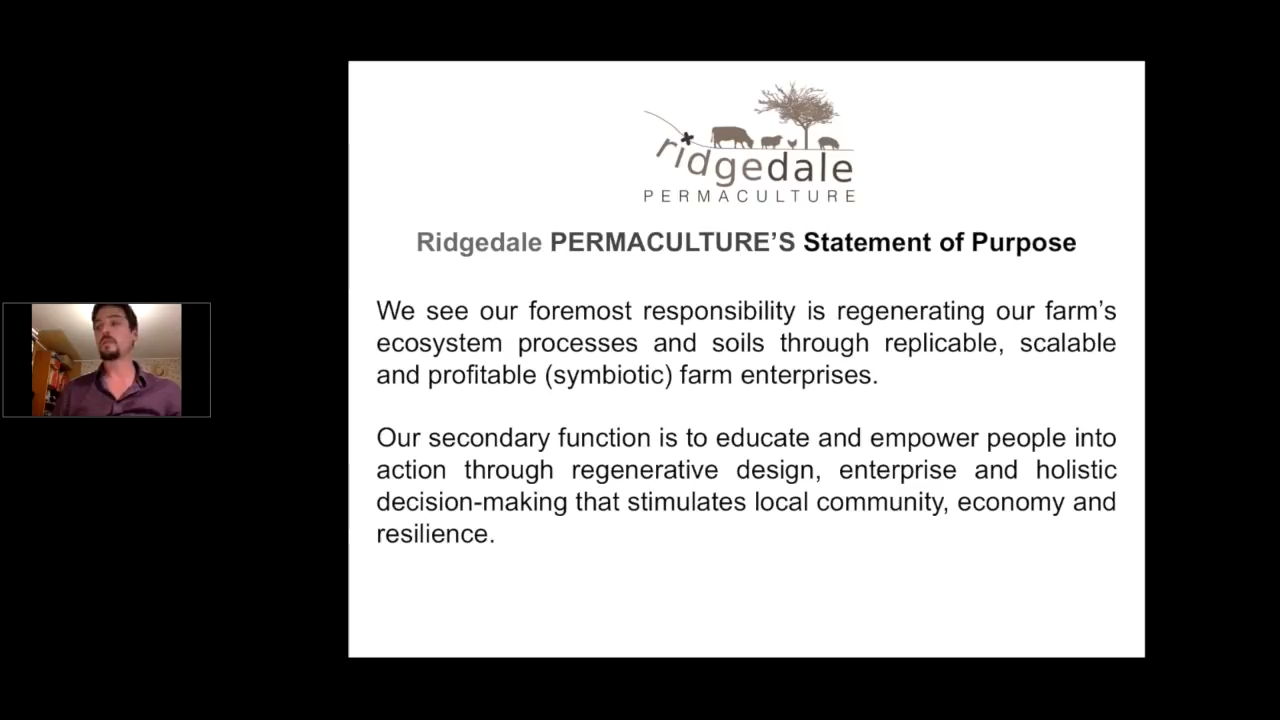 ridgedale
PERMACULTURE
Ridgedale PERMACULTURE’S Statement of Purpose
We see our foremost responsibility is regenerating our farm’s
ecosystem processes and soils through replicable, scalable
and profitable (symbiotic) farm enterprises.
Our secondary function is to educate and empower people into
action through regenerative design, enterprise and holistic
decision-making that stimulates local community, economy and
resilience.